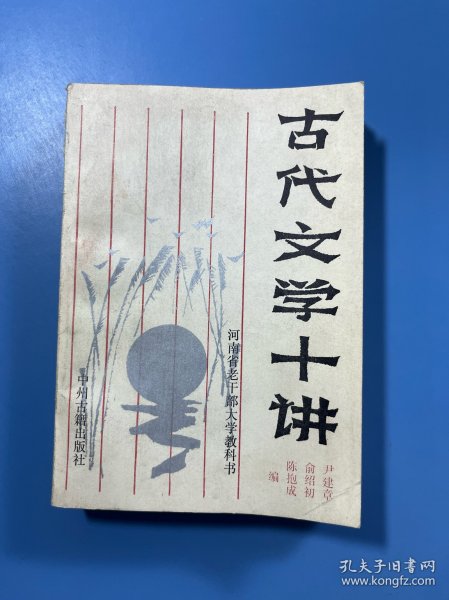 古代文学十讲
尹建章
俞绍初
陈抱成
编
河南省老干部大学教科书
中州古籍出版社
孔夫子旧书网
www.kongfz.com